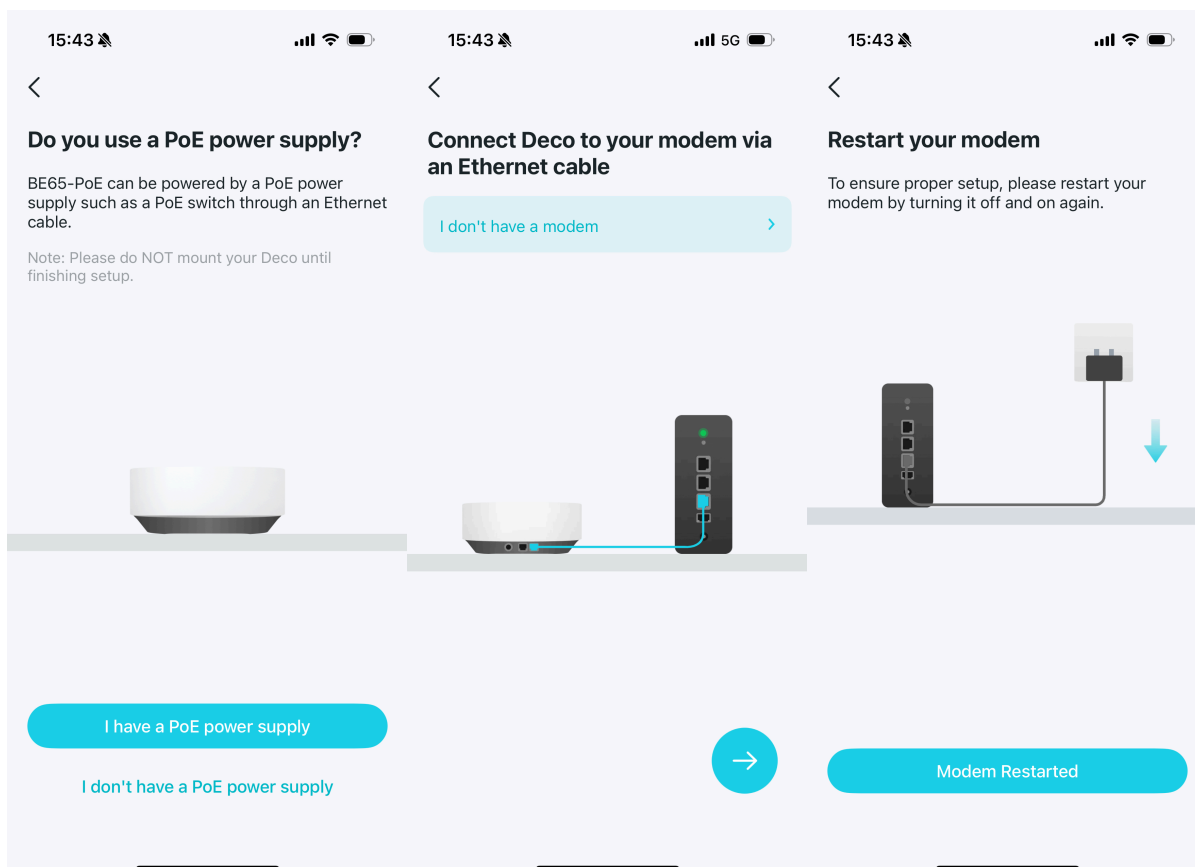 15:43
Do you use a PoE power supply?
BE65-PoE can be powered by a PoE power
supply such as a PoE switch through an Ethernet
cable.
Note: Please do NOT mount your Deco until
finishing setup.
I have a PoE power supply
I don't have a PoE power supply
15:43
5G
Connect Deco to your modem via
an Ethernet cable
I don't have a modem
15:43
Restart your modem
To ensure proper setup, please restart your
modem by turning it off and on again.
Modem Restarted